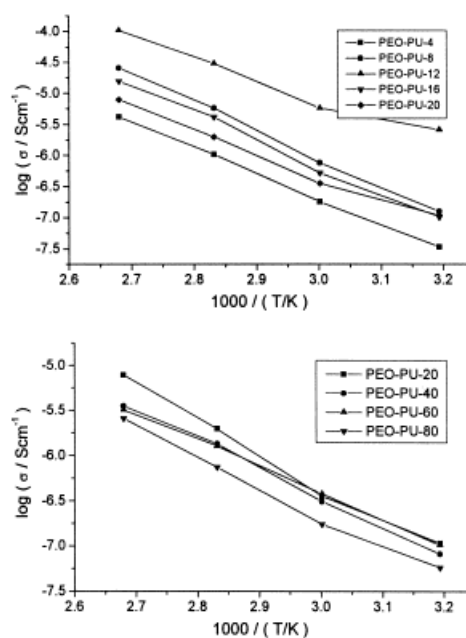 -4.0
-4.5
-5.0
-5.5
-6.0
-6.5
-7.0
-7.5
log ( σ / Scm⁻¹ )
PEO-PU-4
PEO-PU-8
PEO-PU-12
PEO-PU-16
PEO-PU-20
2.6 2.7 2.8 2.9 3.0 3.1 3.2
1000 / ( T/K )
-5.0
-5.5
-6.0
-6.5
-7.0
-7.5
log ( σ / Scm⁻¹ )
PEO-PU-20
PEO-PU-40
PEO-PU-60
PEO-PU-80
2.6 2.7 2.8 2.9 3.0 3.1 3.2
1000 / ( T/K )